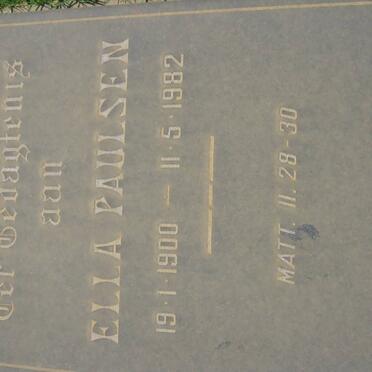 Ter Gedagtenis
aan
ELLA PAULSEN
19·1·1900 — 11·5·1982
MATT. 11. 28-30